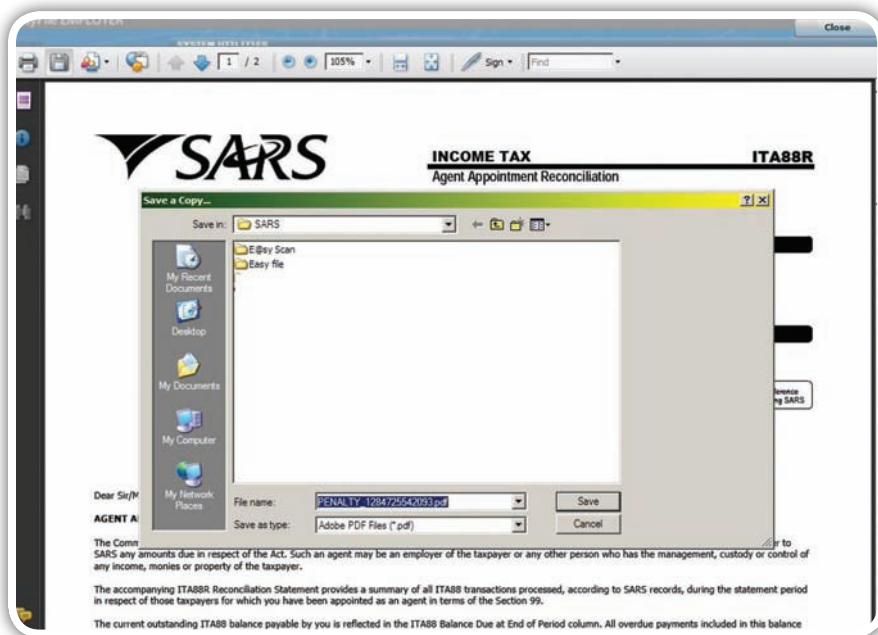 Close
1 / 2 105% Sign Find
SARS INCOME TAX ITA88R
Agent Appointment Reconciliation
Save a Copy...
Save in: SARS
E@sy Scan
Easy file
My Recent
Documents
Desktop
My Documents
My Computer
My Network
Places
File name: PENALTY_1284725542093.pdf Save
Save as type: Adobe PDF Files (*.pdf) Cancel
ng SARS
Dear Sir/M
AGENT A
The Comm r to
SARS any amounts due in respect of the Act. Such an agent may be an employer of the taxpayer or any other person who has the management, custody or control of
any income, monies or property of the taxpayer.
The accompanying ITA88R Reconciliation Statement provides a summary of all ITA88 transactions processed, according to SARS records, during the statement period
in respect of those taxpayers for which you have been appointed as an agent in terms of the Section 99.
The current outstanding ITA88 balance payable by you is reflected in the ITA88 Balance Due at End of Period column. All overdue payments included in this balance